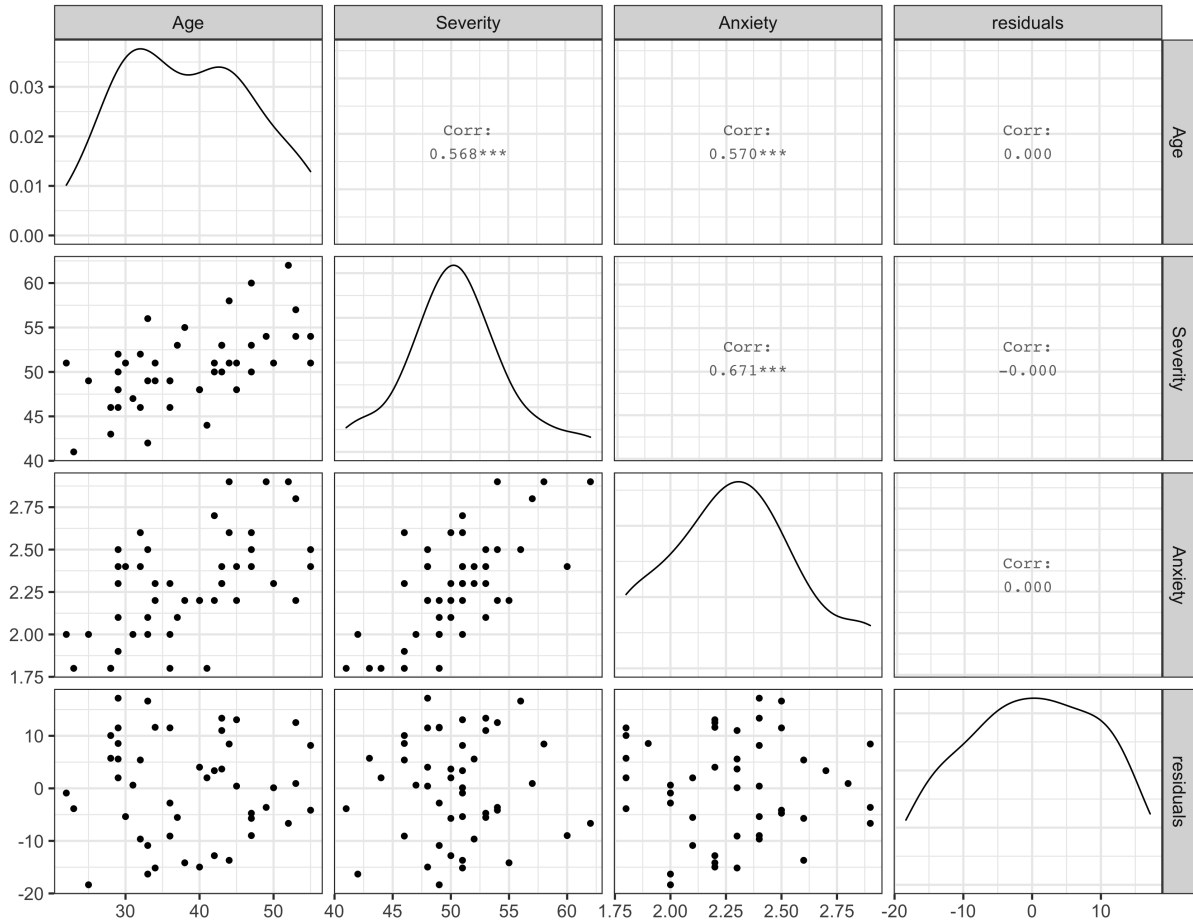 Age Severity Anxiety residuals
0.03
0.02
0.01
0.00
Corr:
0.568***
Corr:
0.570***
Corr:
0.000
Age
60
55
50
45
40
Corr:
0.671***
Corr:
-0.000
Severity
2.75
2.50
2.25
2.00
1.75
Corr:
0.000
Anxiety
10
0
-10
-20
residuals
30 40 50 40 45 50 55 60 1.75 2.00 2.25 2.50 2.75 -20 -10 0 10